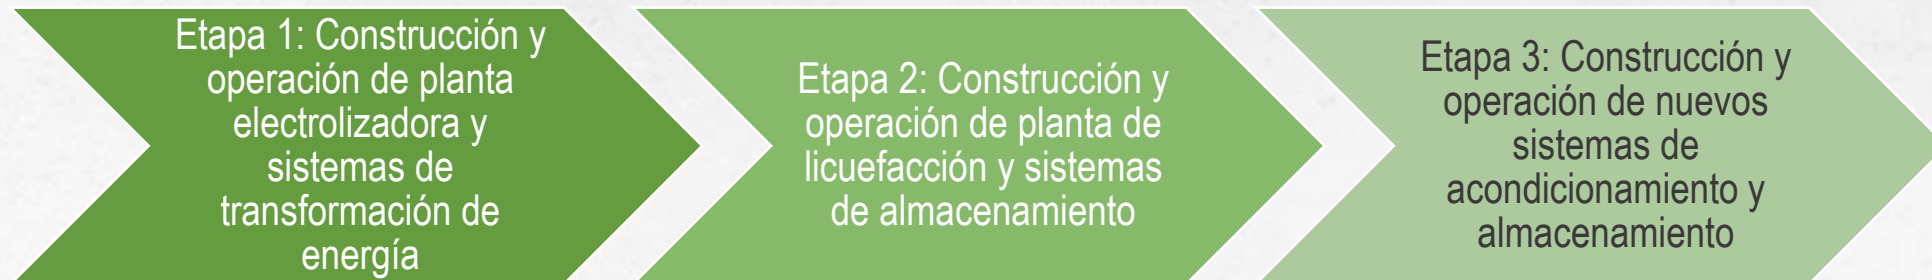 Etapa 1: Construcción y
operación de planta
electrolizadora y
sistemas de
transformación de
energía
Etapa 2: Construcción y
operación de planta de
licuefacción y sistemas
de almacenamiento
Etapa 3: Construcción y
operación de nuevos
sistemas de
acondicionamiento y
almacenamiento